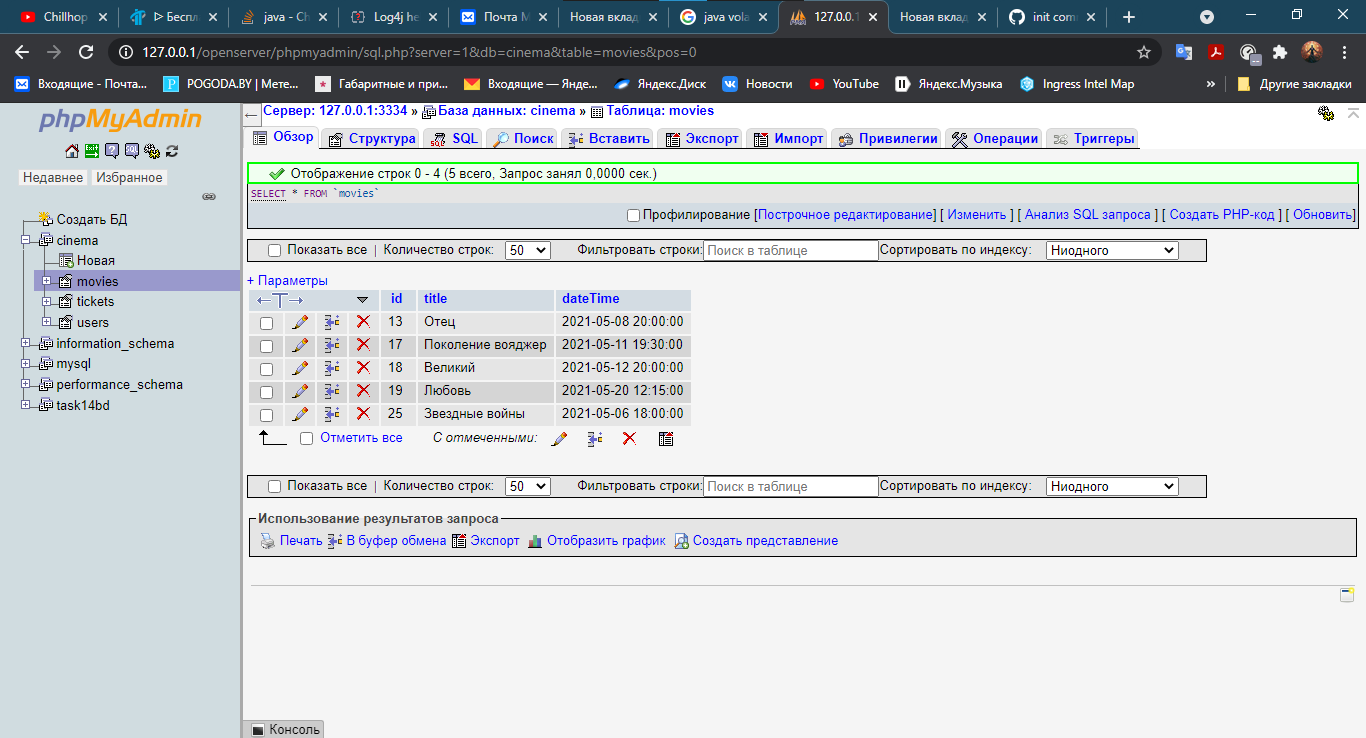 Chillhop
ᐅ Беспл
java - Ch
Log4j he
Почта M
Новая вклад
java vola
127.0.0.1
Новая вклад
init com
127.0.0.1/openserver/phpmyadmin/sql.php?server=1&db=cinema&table=movies&pos=0
Входящие - Почта...
POGODA.BY | Мете...
Габаритные и при...
Входящие — Янде...
Яндекс.Диск
Новости
YouTube
Яндекс.Музыка
Ingress Intel Map
»
Другие закладки
phpMyAdmin
Недавнее
Избранное
Создать БД
cinema
Новая
movies
tickets
users
information_schema
mysql
performance_schema
task14bd
Сервер: 127.0.0.1:3334 » База данных: cinema » Таблица: movies
Обзор
Структура
SQL
Поиск
Вставить
Экспорт
Импорт
Привилегии
Операции
Триггеры
Отображение строк 0 - 4 (5 всего, Запрос занял 0,0000 сек.)
SELECT * FROM `movies`
Профилирование [Построчное редактирование] [ Изменить ] [ Анализ SQL запроса ] [ Создать PHP-код ] [ Обновить]
Показать все | Количество строк: 50 Фильтровать строки: Поиск в таблице Сортировать по индексу: Ниодного
+ Параметры
←T→ id title dateTime
13 Отец 2021-05-08 20:00:00
17 Поколение вояджер 2021-05-11 19:30:00
18 Великий 2021-05-12 20:00:00
19 Любовь 2021-05-20 12:15:00
25 Звездные войны 2021-05-06 18:00:00
Отметить все С отмеченными:
Показать все | Количество строк: 50 Фильтровать строки: Поиск в таблице Сортировать по индексу: Ниодного
Использование результатов запроса
Печать В буфер обмена Экспорт Отобразить график Создать представление
Консоль